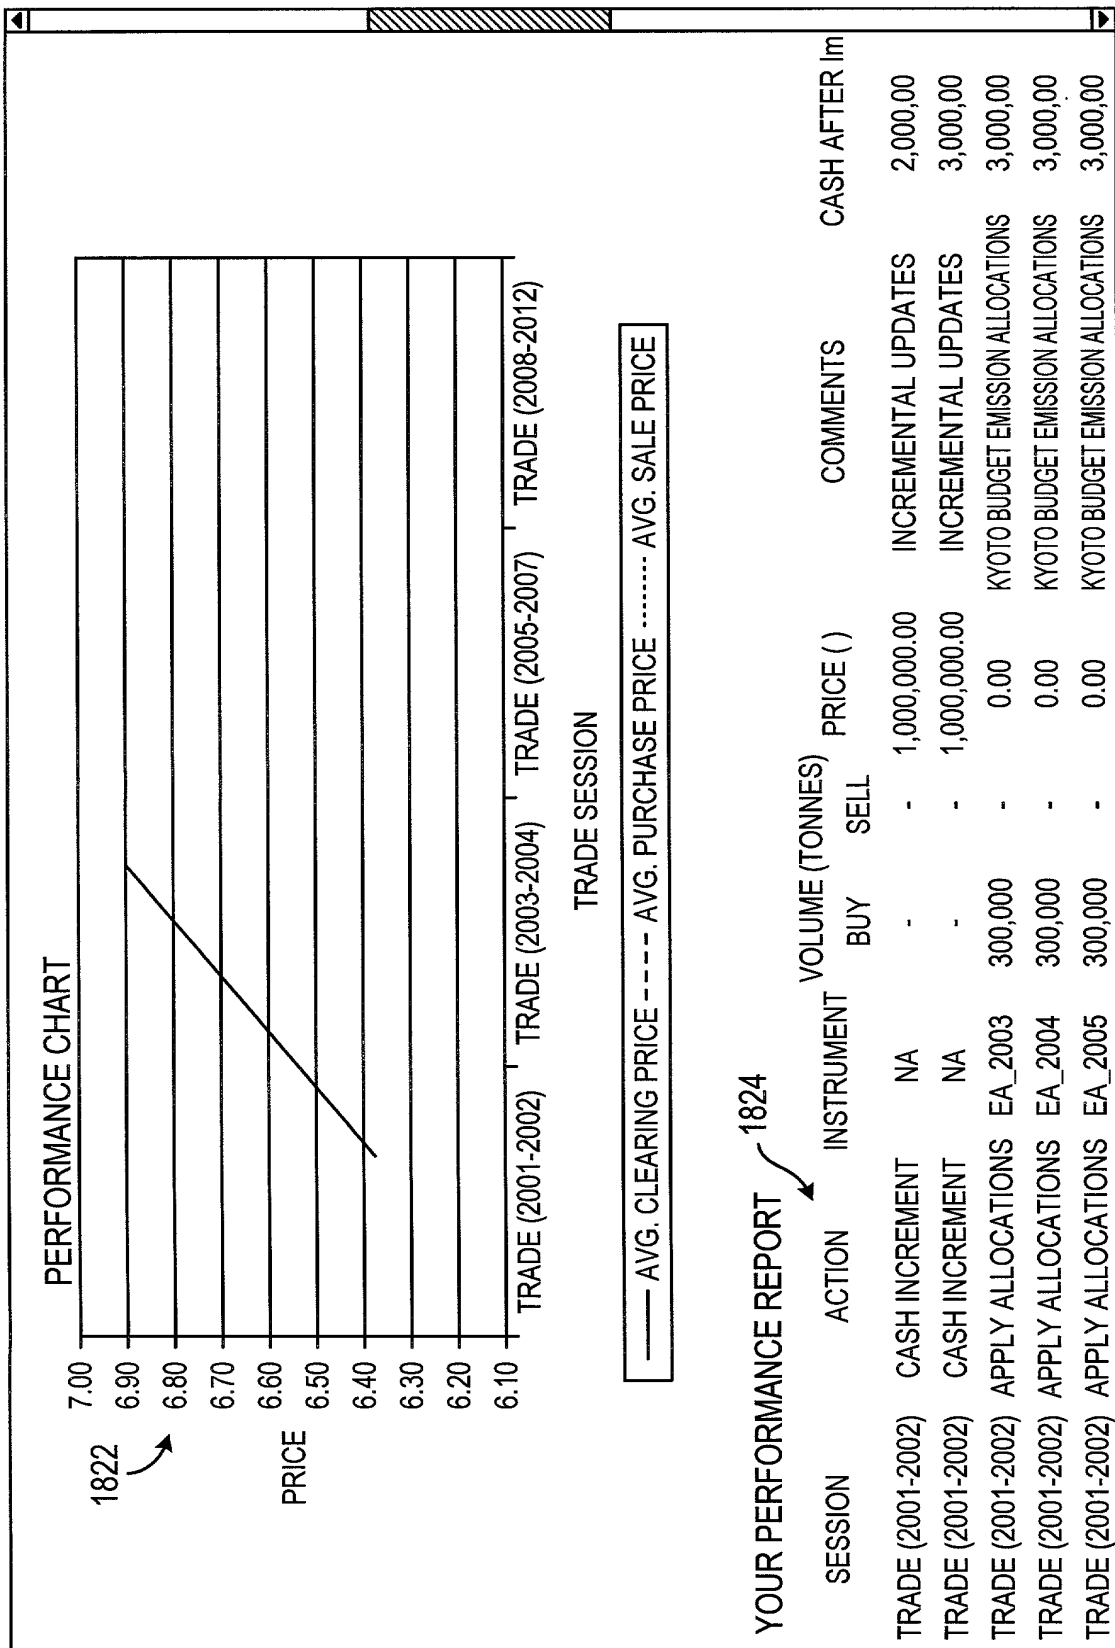 PERFORMANCE CHART
1822
PRICE
7.00
6.90
6.80
6.70
6.60
6.50
6.40
6.30
6.20
6.10
TRADE (2001-2002) TRADE (2003-2004) TRADE (2005-2007) TRADE (2008-2012)
TRADE SESSION
AVG. CLEARING PRICE AVG. PURCHASE PRICE AVG. SALE PRICE
YOUR PERFORMANCE REPORT 1824
VOLUME (TONNES)
SESSION ACTION INSTRUMENT BUY SELL PRICE ( ) COMMENTS CASH AFTER Im
TRADE (2001-2002) CASH INCREMENT NA - - 1,000,000.00 INCREMENTAL UPDATES 2,000,00
TRADE (2001-2002) CASH INCREMENT NA - - 1,000,000.00 INCREMENTAL UPDATES 3,000,00
TRADE (2001-2002) APPLY ALLOCATIONS EA_2003 300,000 - 0.00 KYOTO BUDGET EMISSION ALLOCATIONS 3,000,00
TRADE (2001-2002) APPLY ALLOCATIONS EA_2004 300,000 - 0.00 KYOTO BUDGET EMISSION ALLOCATIONS 3,000,00
TRADE (2001-2002) APPLY ALLOCATIONS EA_2005 300,000 - 0.00 KYOTO BUDGET EMISSION ALLOCATIONS 3,000,00